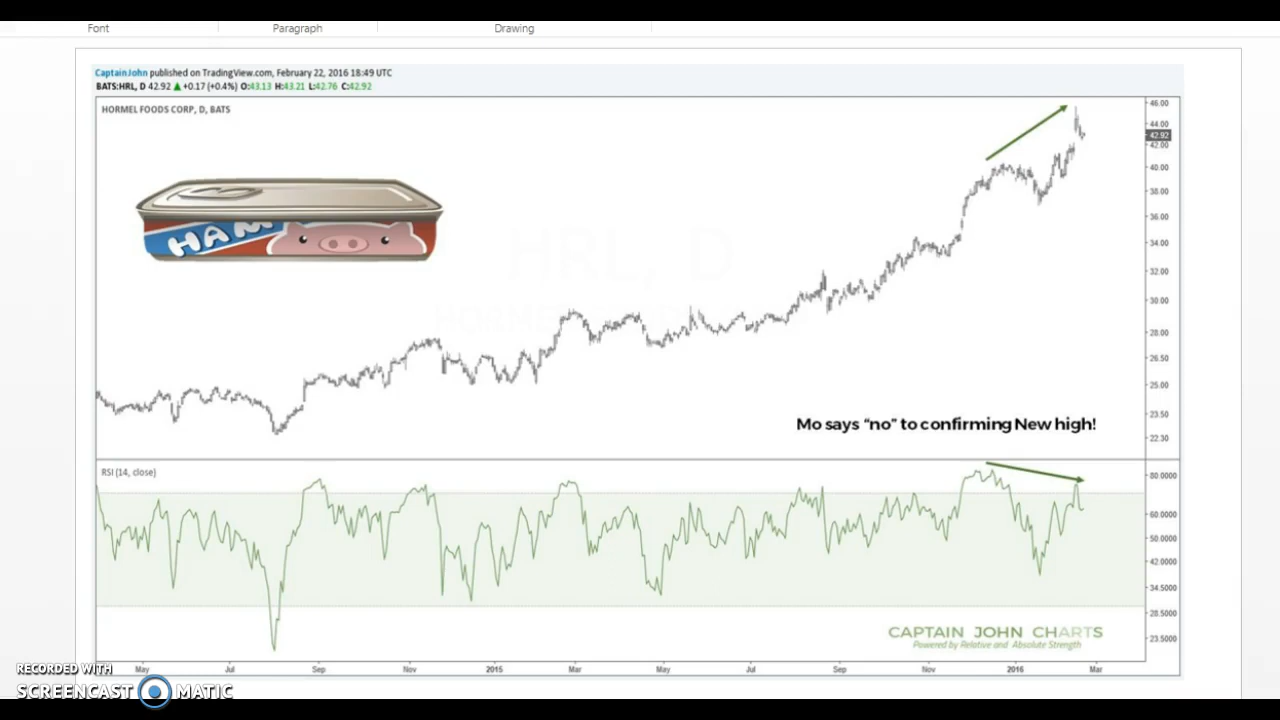 Font Paragraph Drawing
CaptainJohn published on TradingView.com, February 22, 2016 18:49 UTC
BATS:HRL, D 42.92 ▲ +0.17 (+0.4%) O:43.13 H:43.21 L:42.76 C:42.92
HORMEL FOODS CORP, D, BATS
46.00
44.00
42.92
42.00
40.00
38.00
36.00
34.00
32.00
30.00
28.00
26.50
25.00
23.50
22.30
HAM
HRL, D
Mo says "no" to confirming New high!
RSI (14, close)
80.0000
60.0000
50.0000
42.0000
34.5000
28.5000
23.5000
CAPTAIN JOHN CHARTS
Powered by Relative and Absolute Strength
May Jul Sep Nov 2015 Mar May Jul Sep Nov 2016 Mar
RECORDED WITH
SCREENCAST MATIC